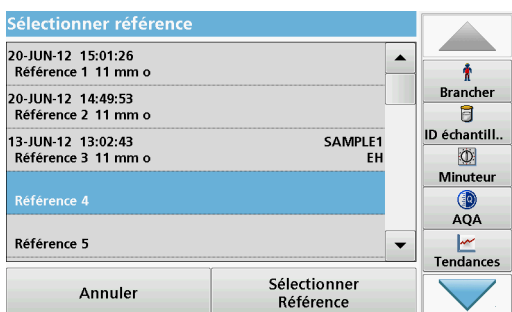 Sélectionner référence
20-JUN-12 15:01:26
Référence 1 11 mm o
20-JUN-12 14:49:53
Référence 2 11 mm o
13-JUN-12 13:02:43 SAMPLE1
Référence 3 11 mm o EH
Référence 4
Référence 5
Annuler
Sélectionner
Référence
Brancher
ID échantill..
Minuteur
AQA
Tendances